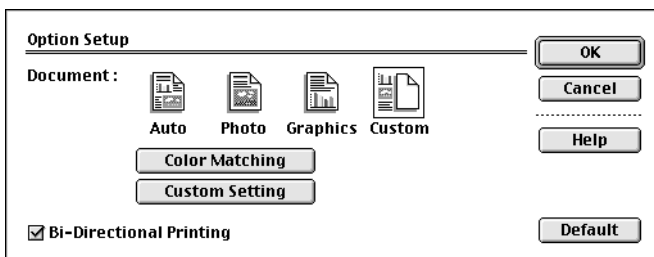 Option Setup
OK
Document :
Cancel
Auto Photo Graphics Custom
Help
Color Matching
Custom Setting
Bi-Directional Printing
Default